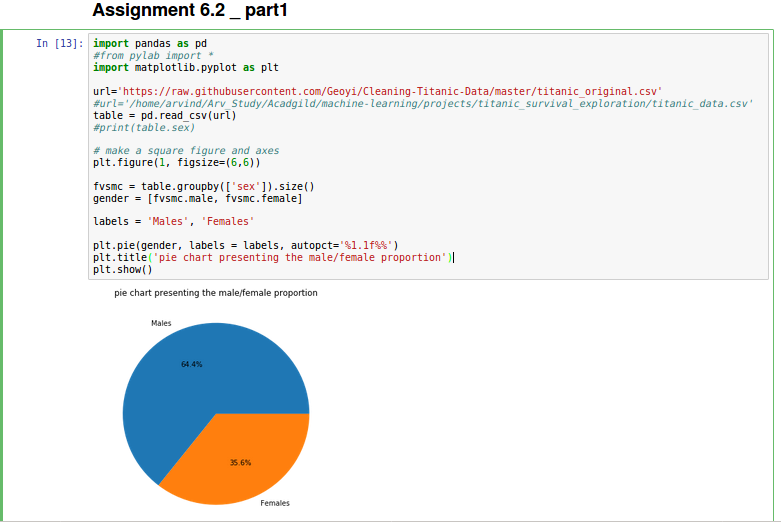 Assignment 6.2 _ part1
In [13]: import pandas as pd
#from pylab import *
import matplotlib.pyplot as plt
url='https://raw.githubusercontent.com/Geoyi/Cleaning-Titanic-Data/master/titanic_original.csv'
#url='/home/arvind/Arv_Study/Acadgild/machine-learning/projects/titanic_survival_exploration/titanic_data.csv'
table = pd.read_csv(url)
#print(table.sex)
# make a square figure and axes
plt.figure(1, figsize=(6,6))
fvsmc = table.groupby(['sex']).size()
gender = [fvsmc.male, fvsmc.female]
labels = 'Males', 'Females'
plt.pie(gender, labels = labels, autopct='%1.1f%%')
plt.title('pie chart presenting the male/female proportion')
plt.show()
pie chart presenting the male/female proportion
Males
64.4%
35.6%
Females